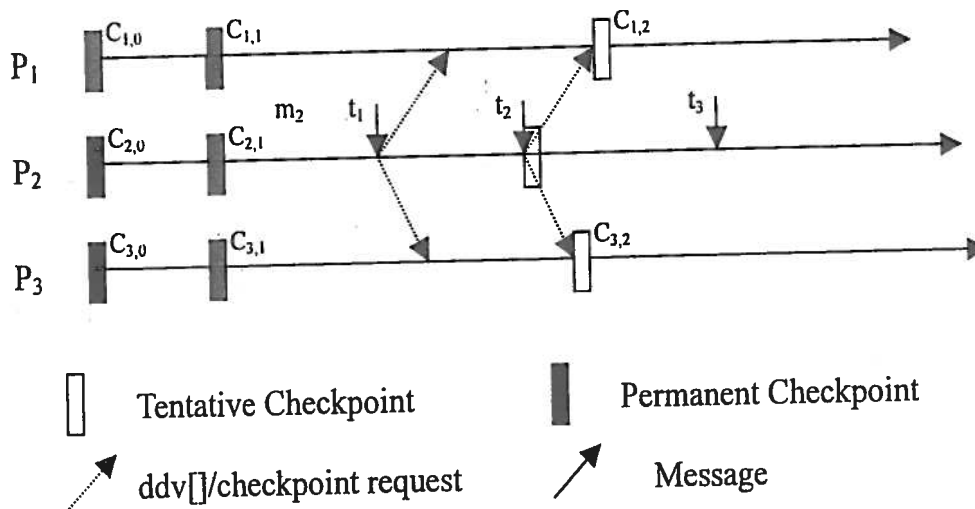 C1,0 C1,1 C1,2
P1
m2 t1 t2 t3
C2,0 C2,1
P2
C3,0 C3,1 C3,2
P3
Tentative Checkpoint
Permanent Checkpoint
ddv[]/checkpoint request
Message